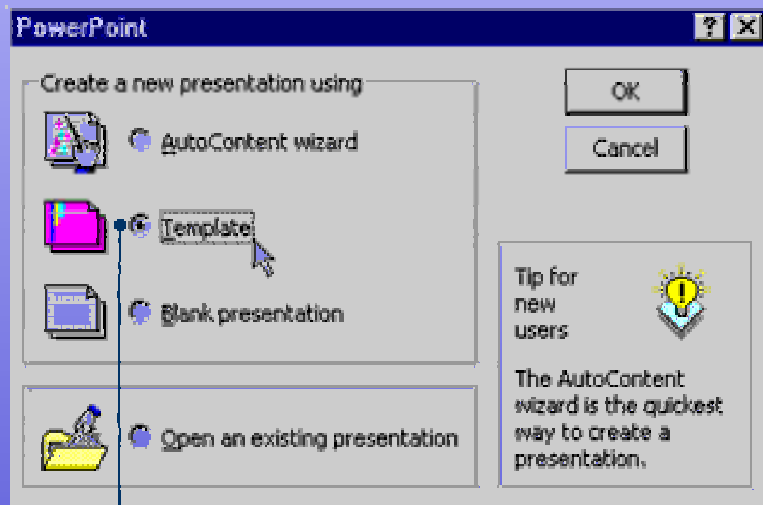 PowerPoint
Create a new presentation using
AutoContent wizard
Template
Blank presentation
Open an existing presentation
OK
Cancel
Tip for
new
users
The AutoContent
wizard is the quickest
way to create a
presentation.